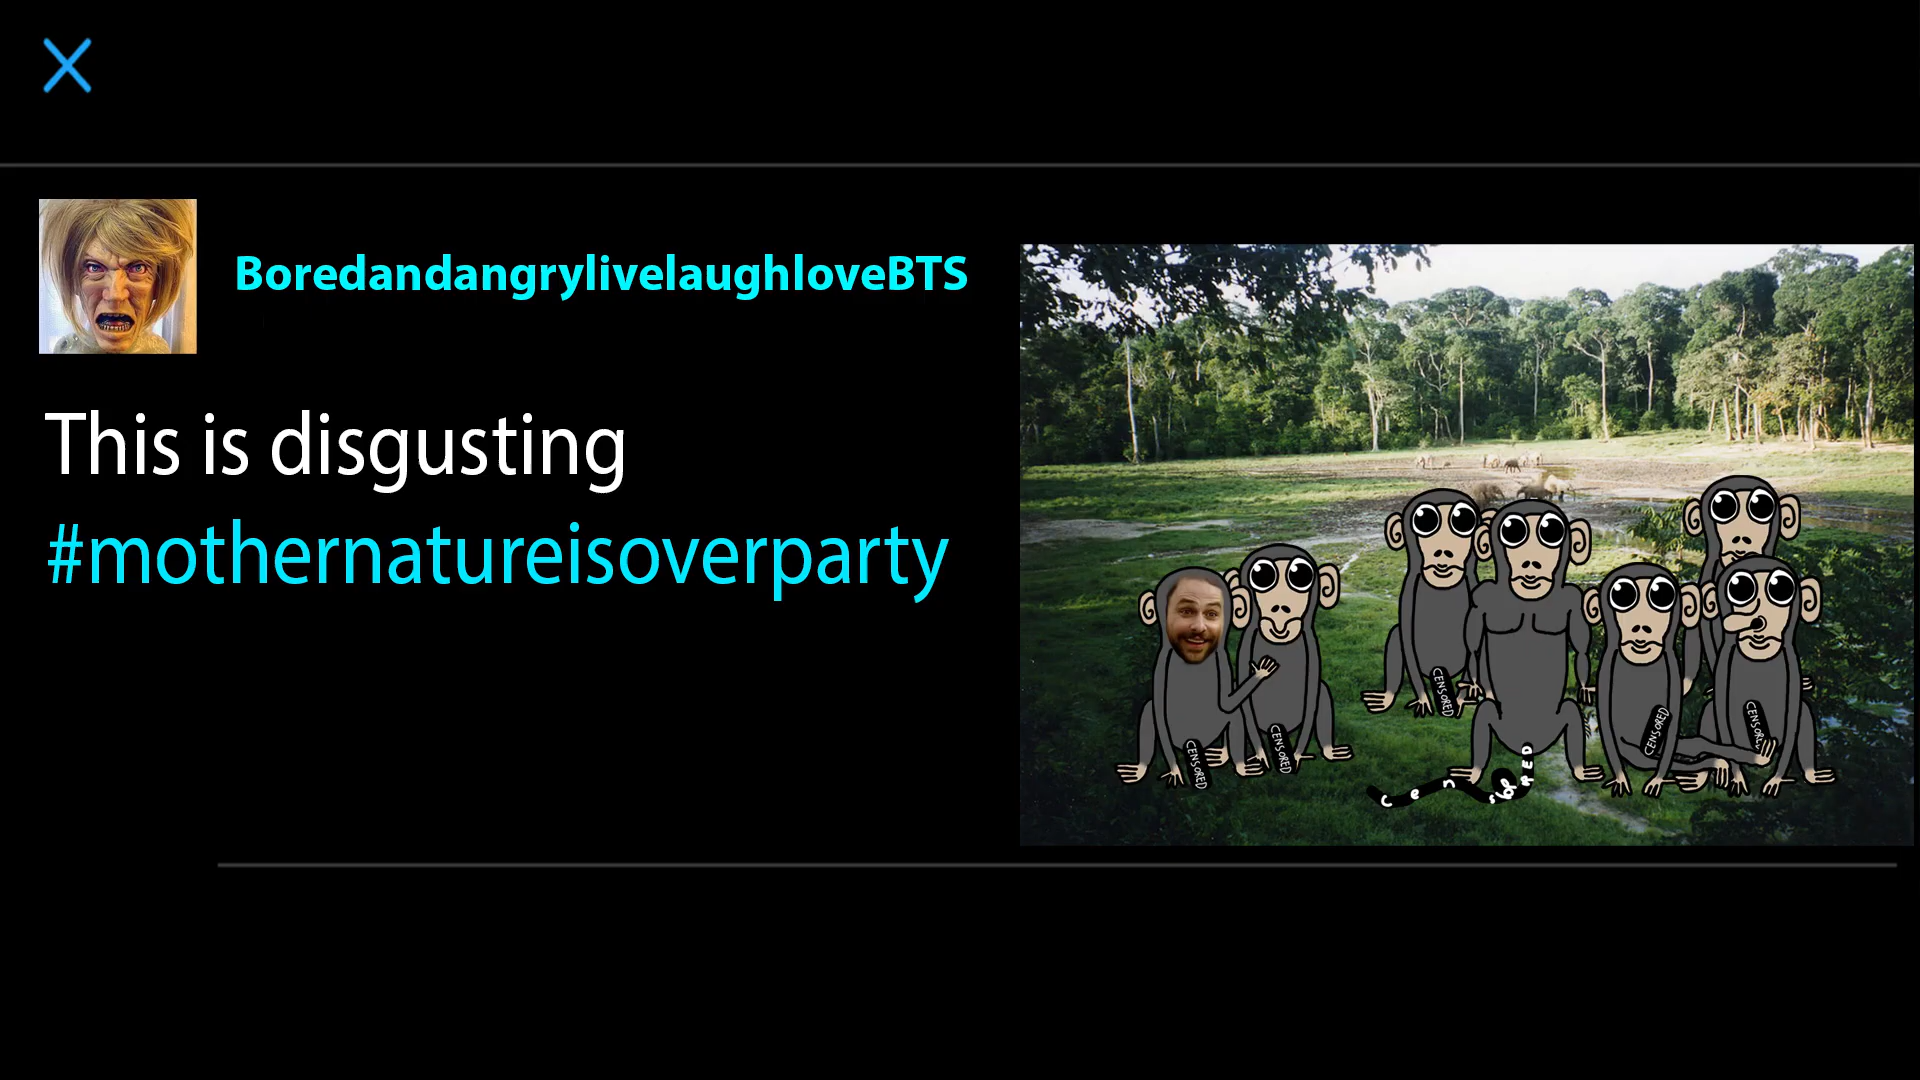 BoredandangrylivelaughloveBTS
This is disgusting
#mothernatureisoverparty
CENSORED
CENSORED
CENSORED
CENSORED
CENSORED